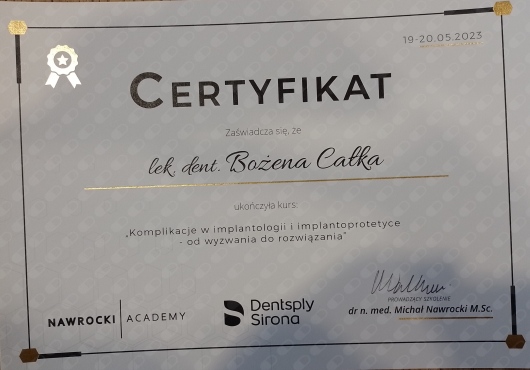 19-20.05.2023
CERTYFIKAT
Zaświadcza się, że
lek. dent. Bożena Całka
ukończyła kurs:
„Komplikacje w implantologii i implantoprotetyce
- od wyzwania do rozwiązania"
NAWROCKI | ACADEMY
Dentsply
Sirona
PROWADZĄCY SZKOLENIE
dr n. med. Michał Nawrocki M.Sc.